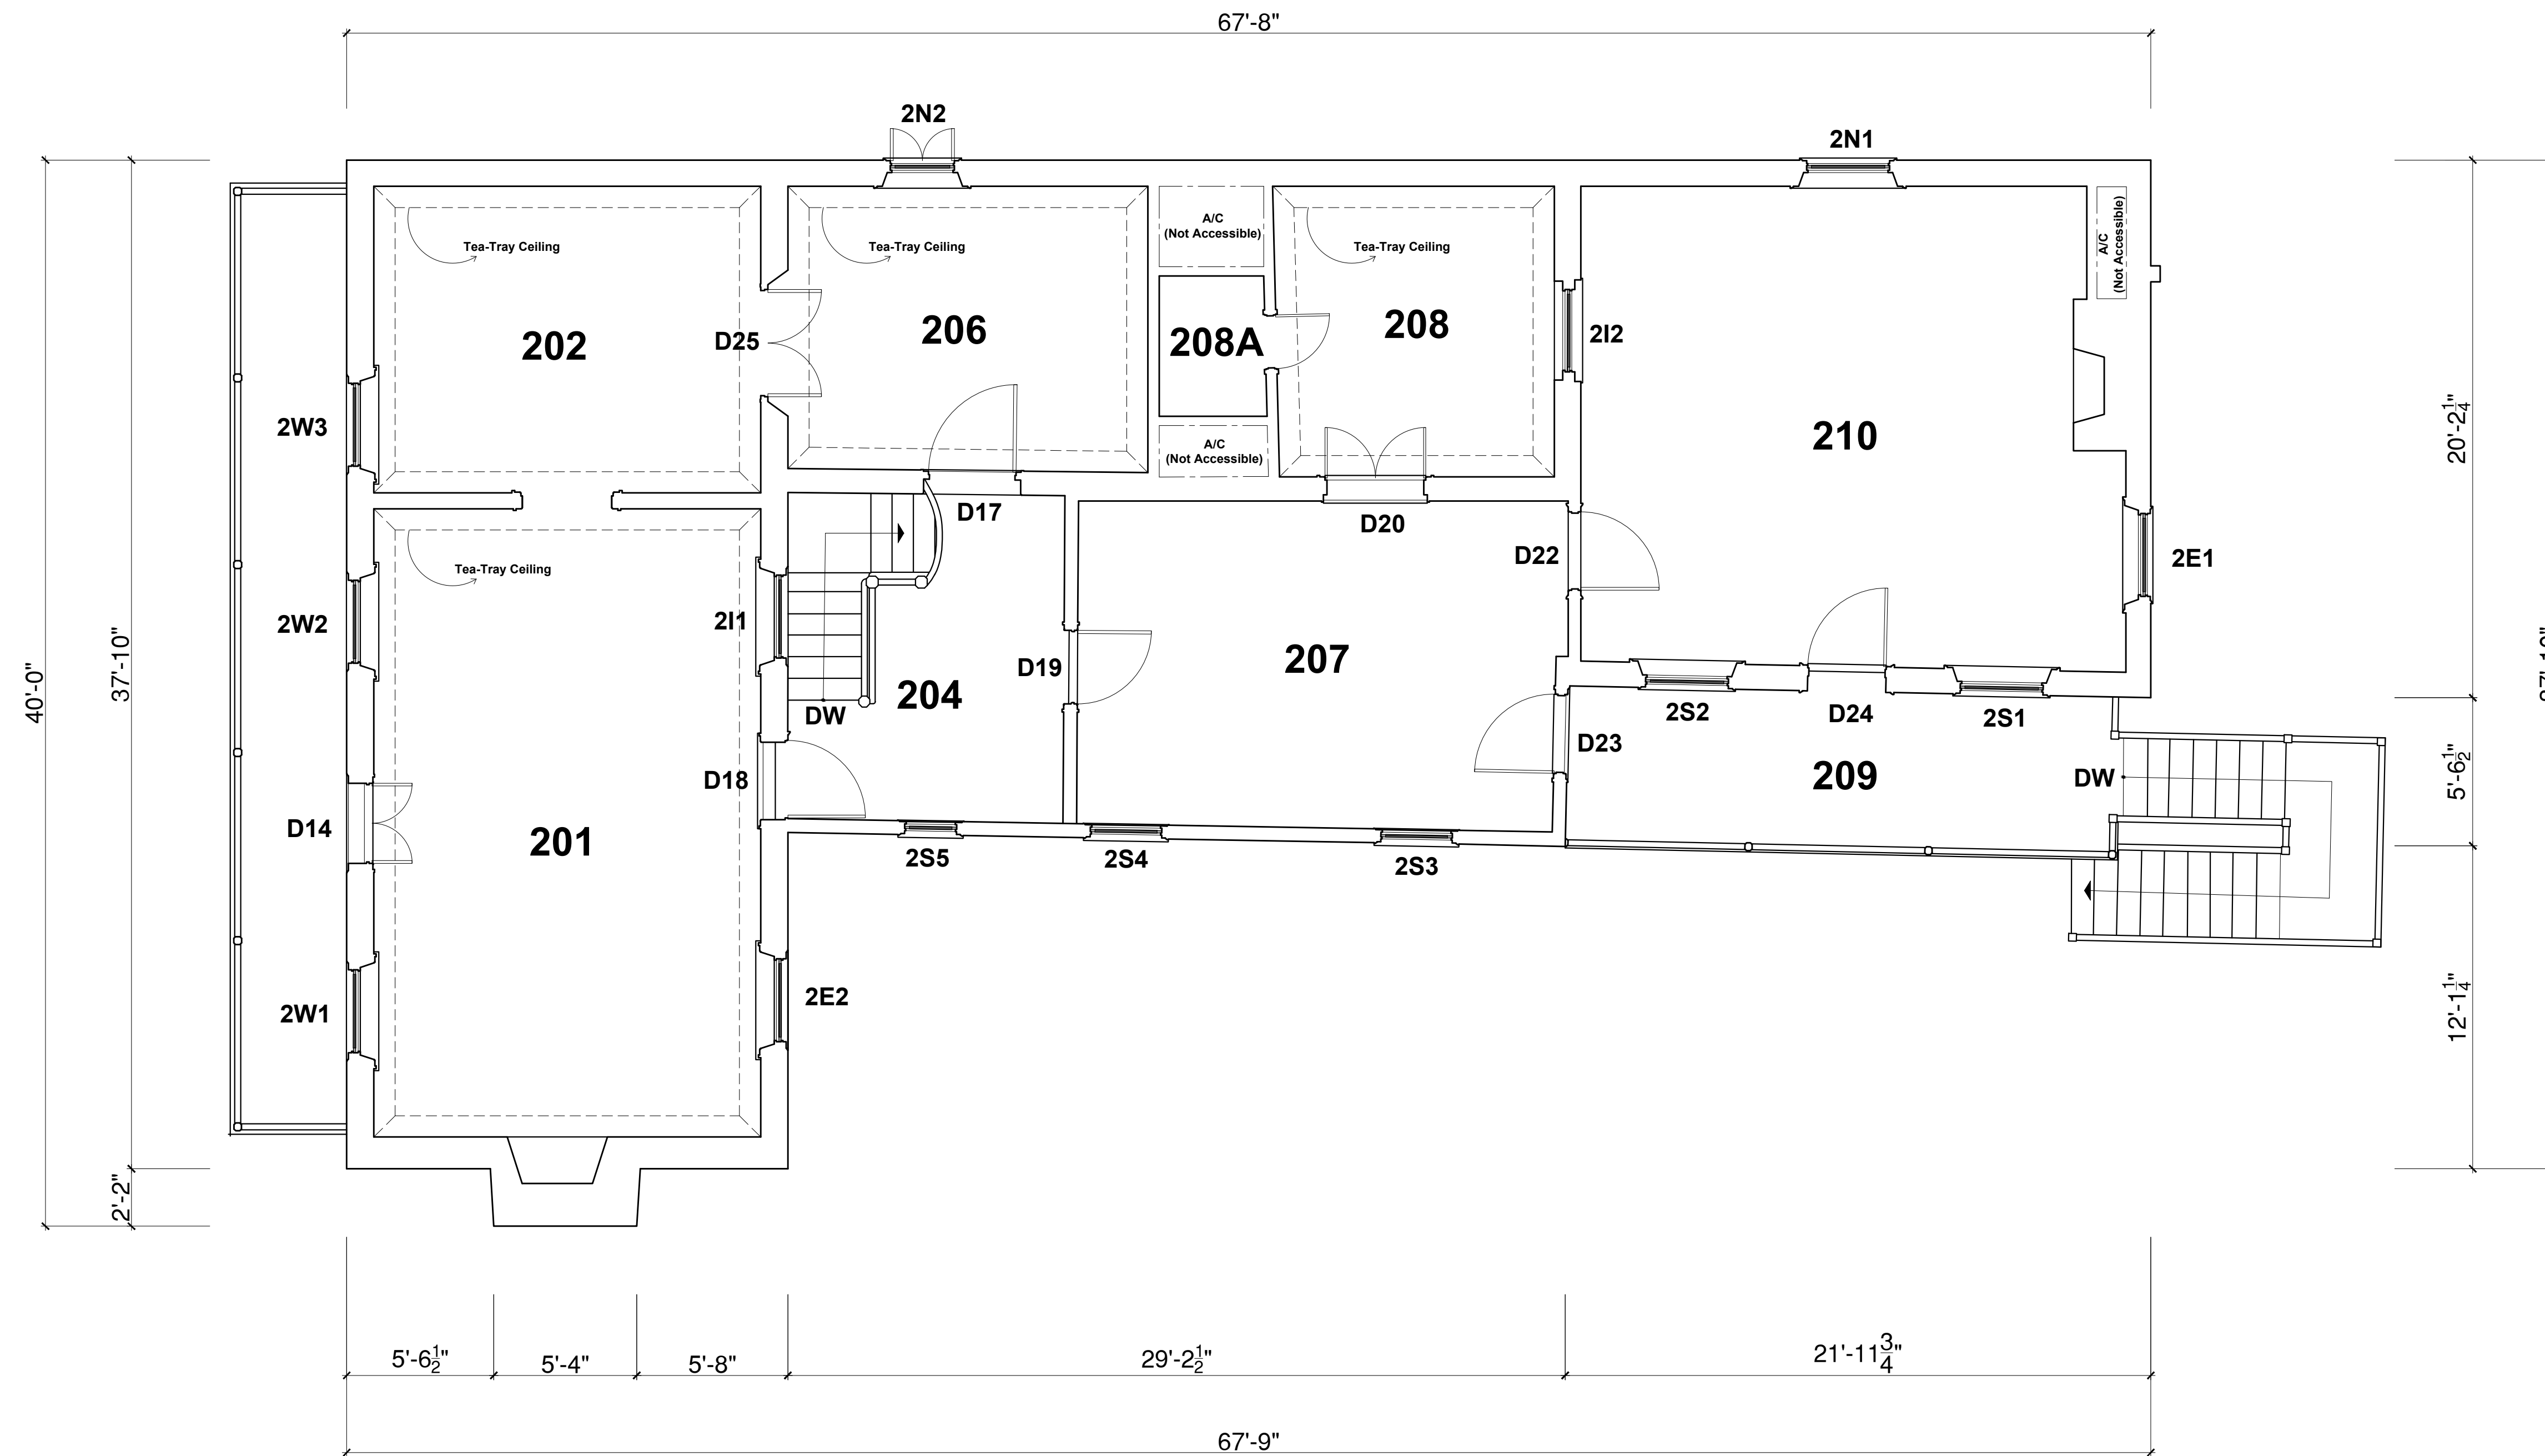 67'-8"
2N2
2N1
A/C
(Not Accessible)
A/C
(Not Accessible)
Tea-Tray Ceiling
Tea-Tray Ceiling
Tea-Tray Ceiling
202
D25
206
208A
208
2I2
210
20'-2 1/4"
2W3
A/C
(Not Accessible)
D17
D20
D22
2E1
Tea-Tray Ceiling
2W2
2I1
37'-10"
40'-0"
D19
207
204
DW
2S2
D24
2S1
D23
D18
209
DW
5'-6 1/2"
D14
201
2S5
2S4
2S3
2W1
2E2
12'-1 1/4"
2'-2"
5'-6 1/2"
5'-4"
5'-8"
29'-2 1/2"
21'-11 3/4"
67'-9"